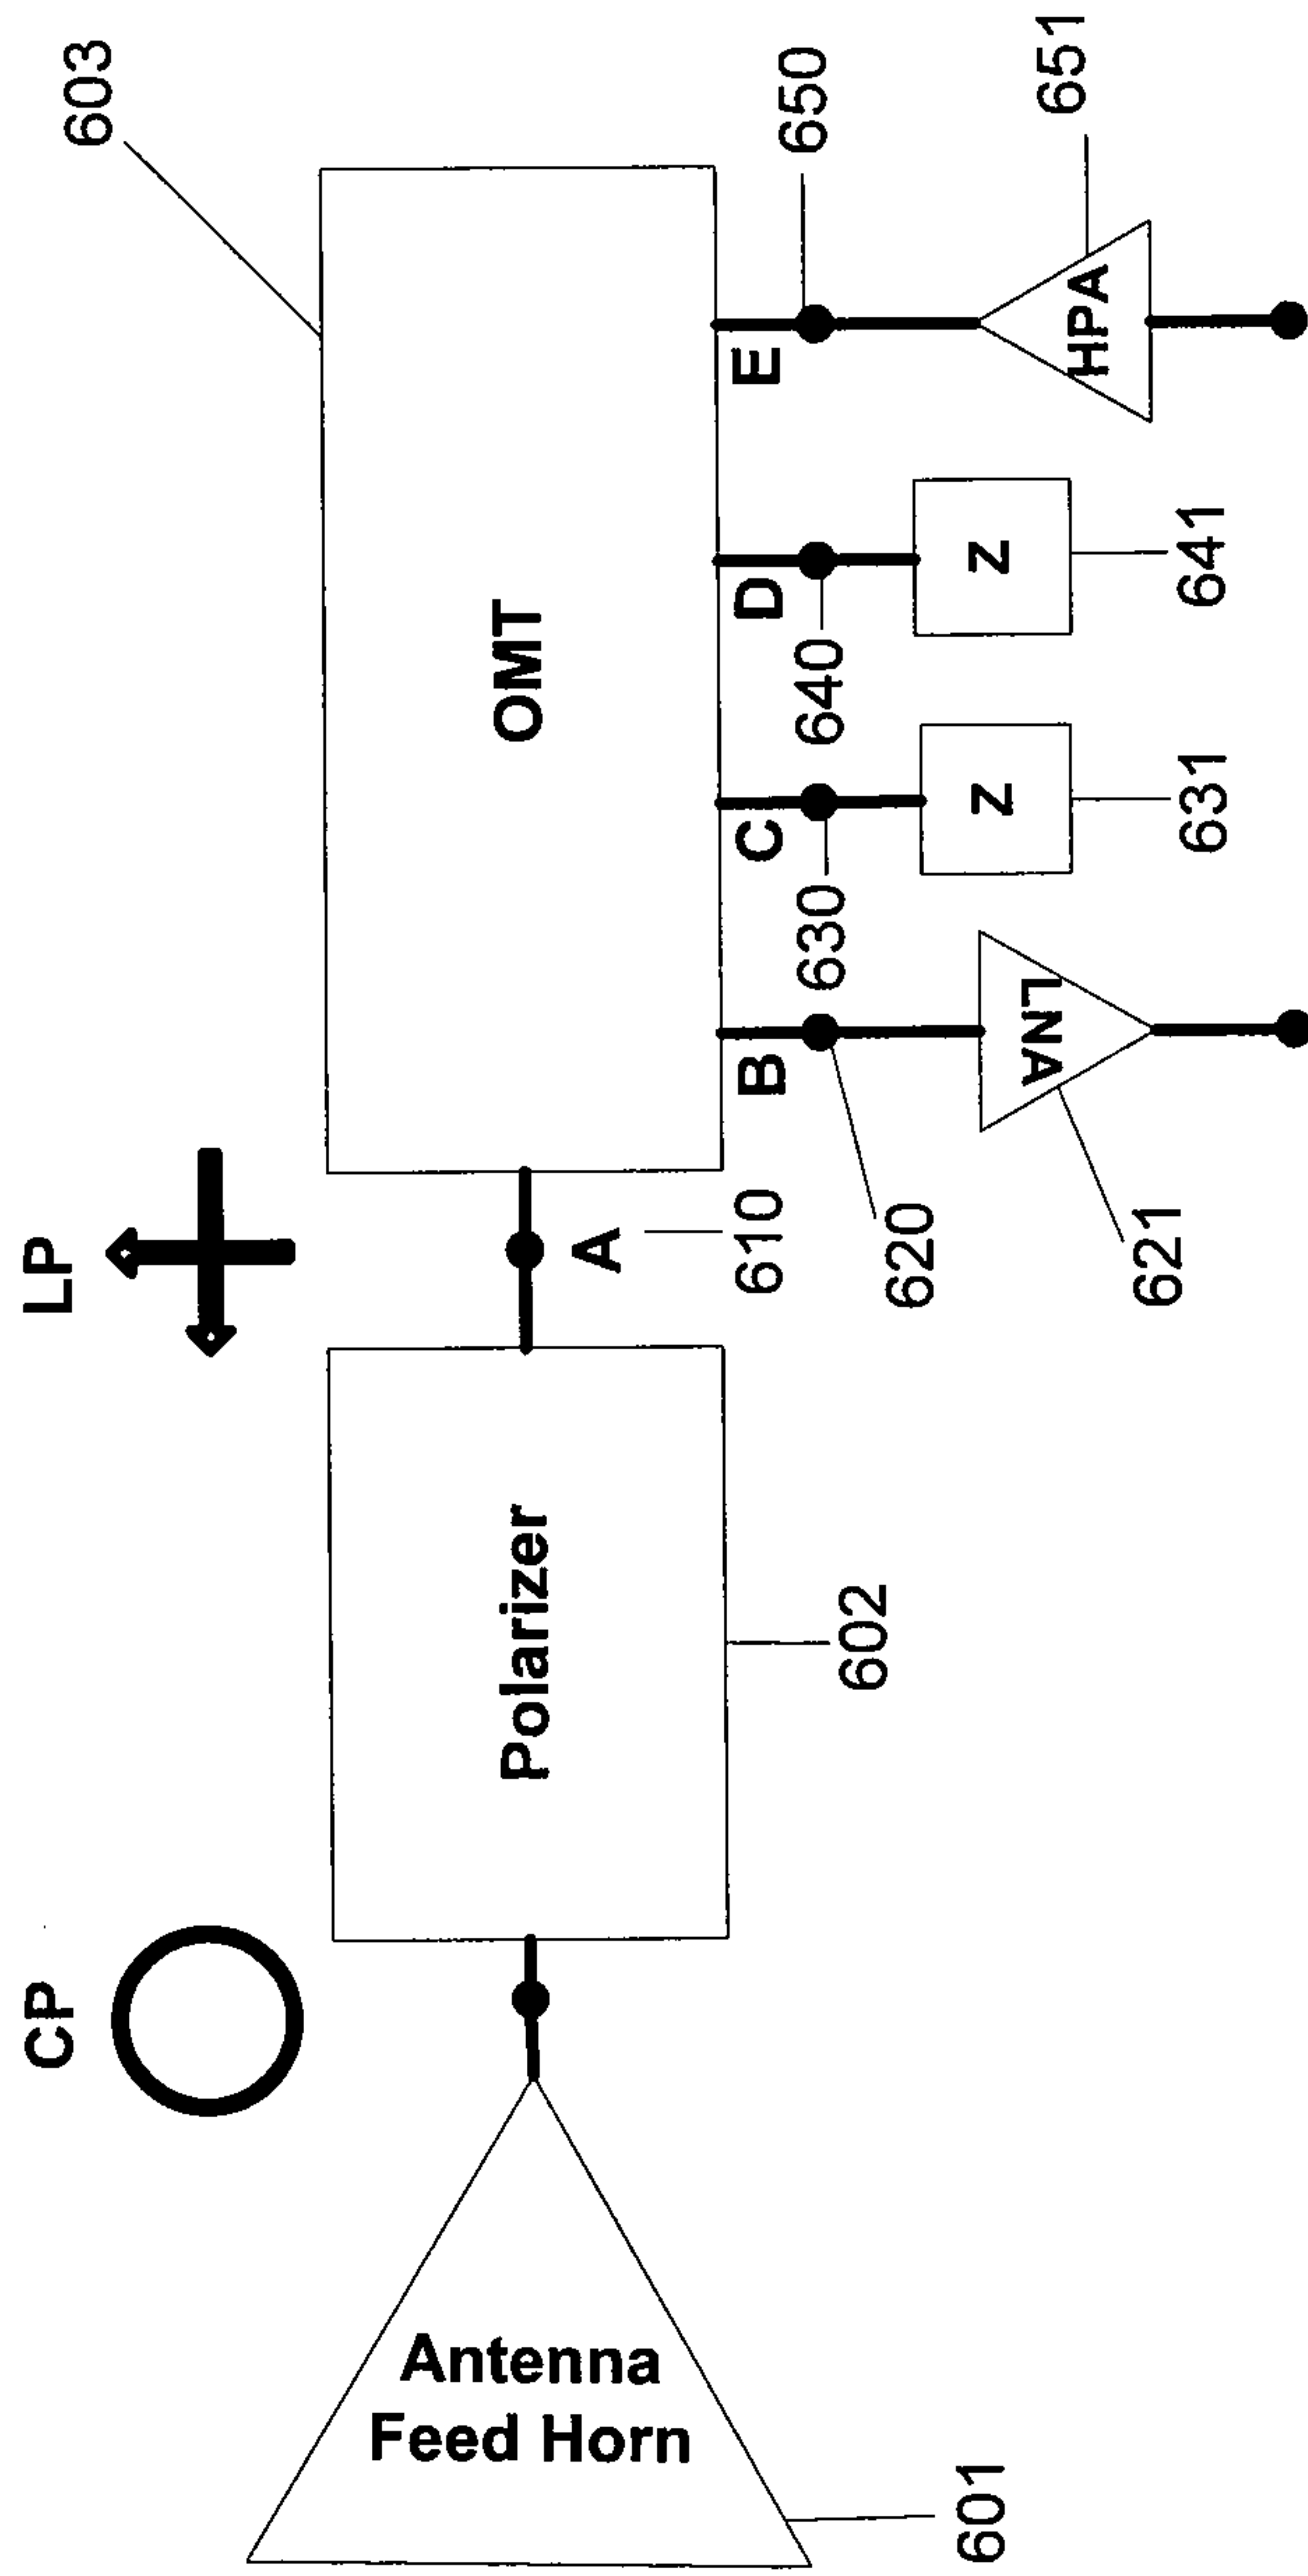 CP
LP
603
Antenna
Feed Horn
Polarizer
OMT
A
610
B
C
D
E
601
602
620
630
640
650
LNA
Z
Z
HPA
621
631
641
651